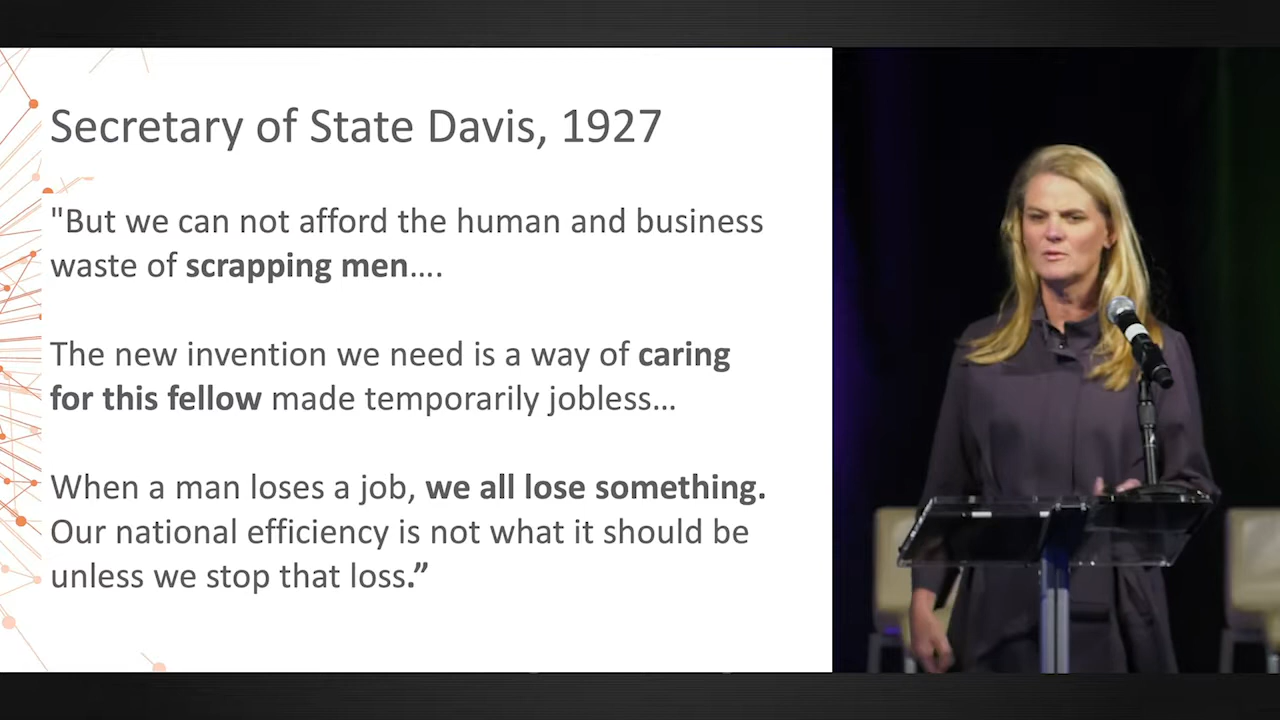 Secretary of State Davis, 1927
"But we can not afford the human and business
waste of scrapping men....
The new invention we need is a way of caring
for this fellow made temporarily jobless...
When a man loses a job, we all lose something.
Our national efficiency is not what it should be
unless we stop that loss.”